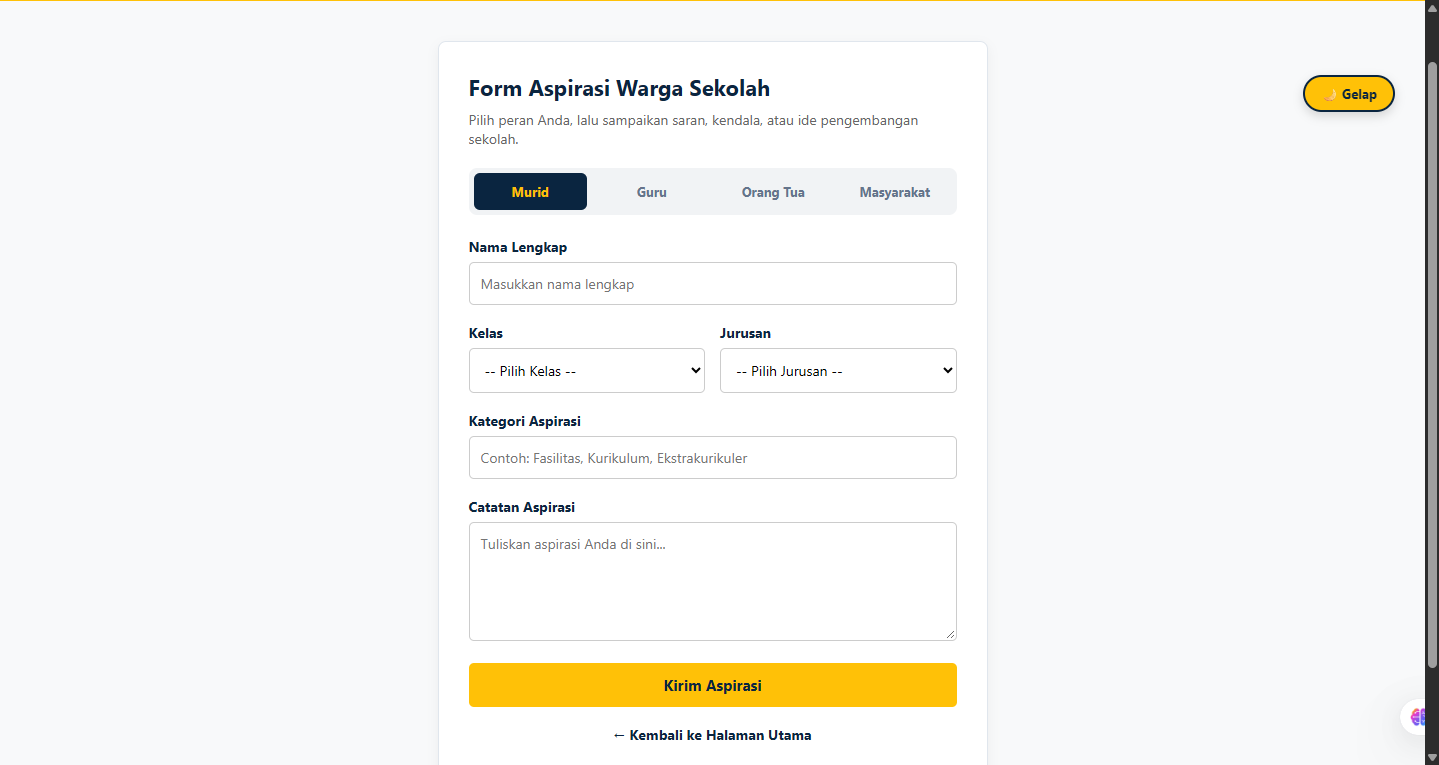 Form Aspirasi Warga Sekolah
🌙 Gelap
Pilih peran Anda, lalu sampaikan saran, kendala, atau ide pengembangan
sekolah.
Murid Guru Orang Tua Masyarakat
Nama Lengkap
Masukkan nama lengkap
Kelas Jurusan
-- Pilih Kelas -- -- Pilih Jurusan --
Kategori Aspirasi
Contoh: Fasilitas, Kurikulum, Ekstrakurikuler
Catatan Aspirasi
Tuliskan aspirasi Anda di sini...
Kirim Aspirasi
← Kembali ke Halaman Utama